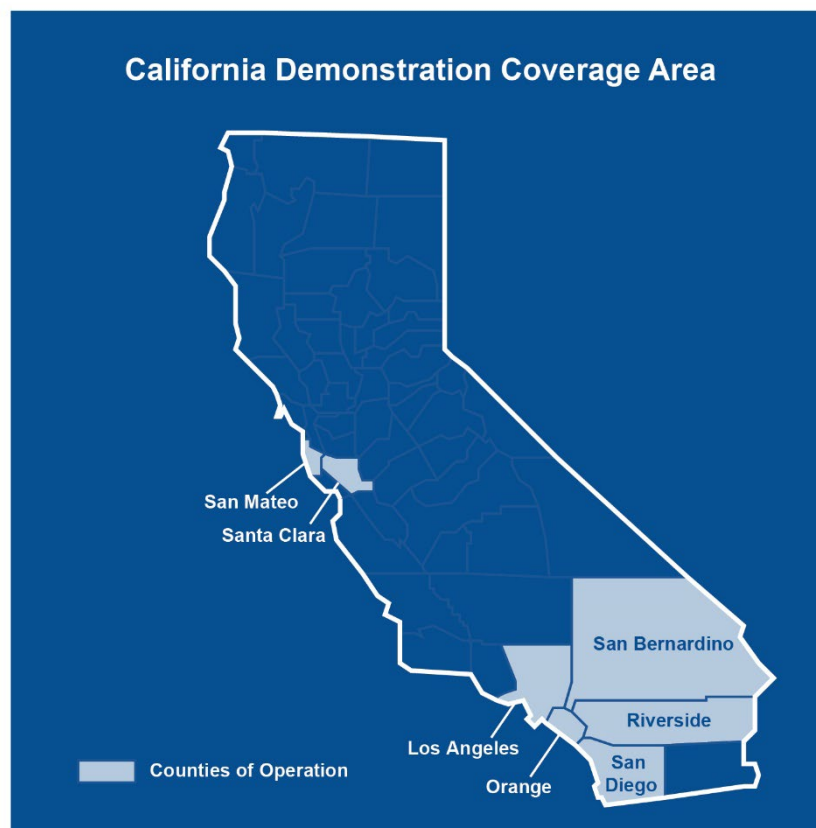 California Demonstration Coverage Area
San Mateo
Santa Clara
San Bernardino
Riverside
Los Angeles
San
Diego
Orange
Counties of Operation